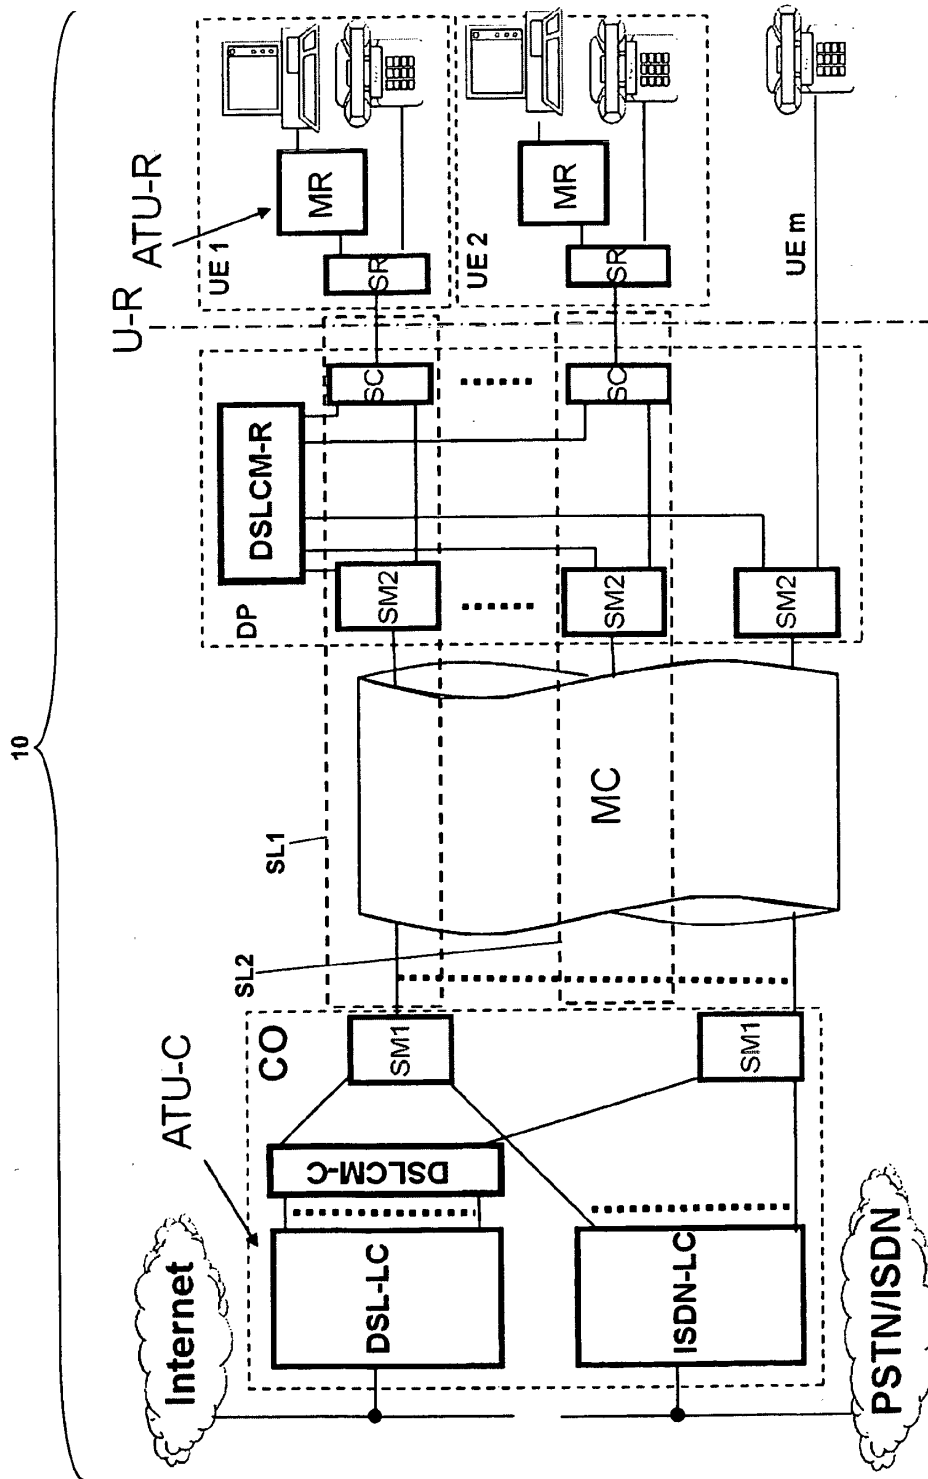 10
U-R
ATU-R
ATU-C
Internet
UE 1
MR
SR
DSLCM-R
DP
SC
SM2
SL1
SL2
CO
SM1
DSLCM-C
DSL-LC
UE 2
MR
SR
SC
SM2
MC
ISDN-LC
UE m
SM2
SM1
PSTN/ISDN